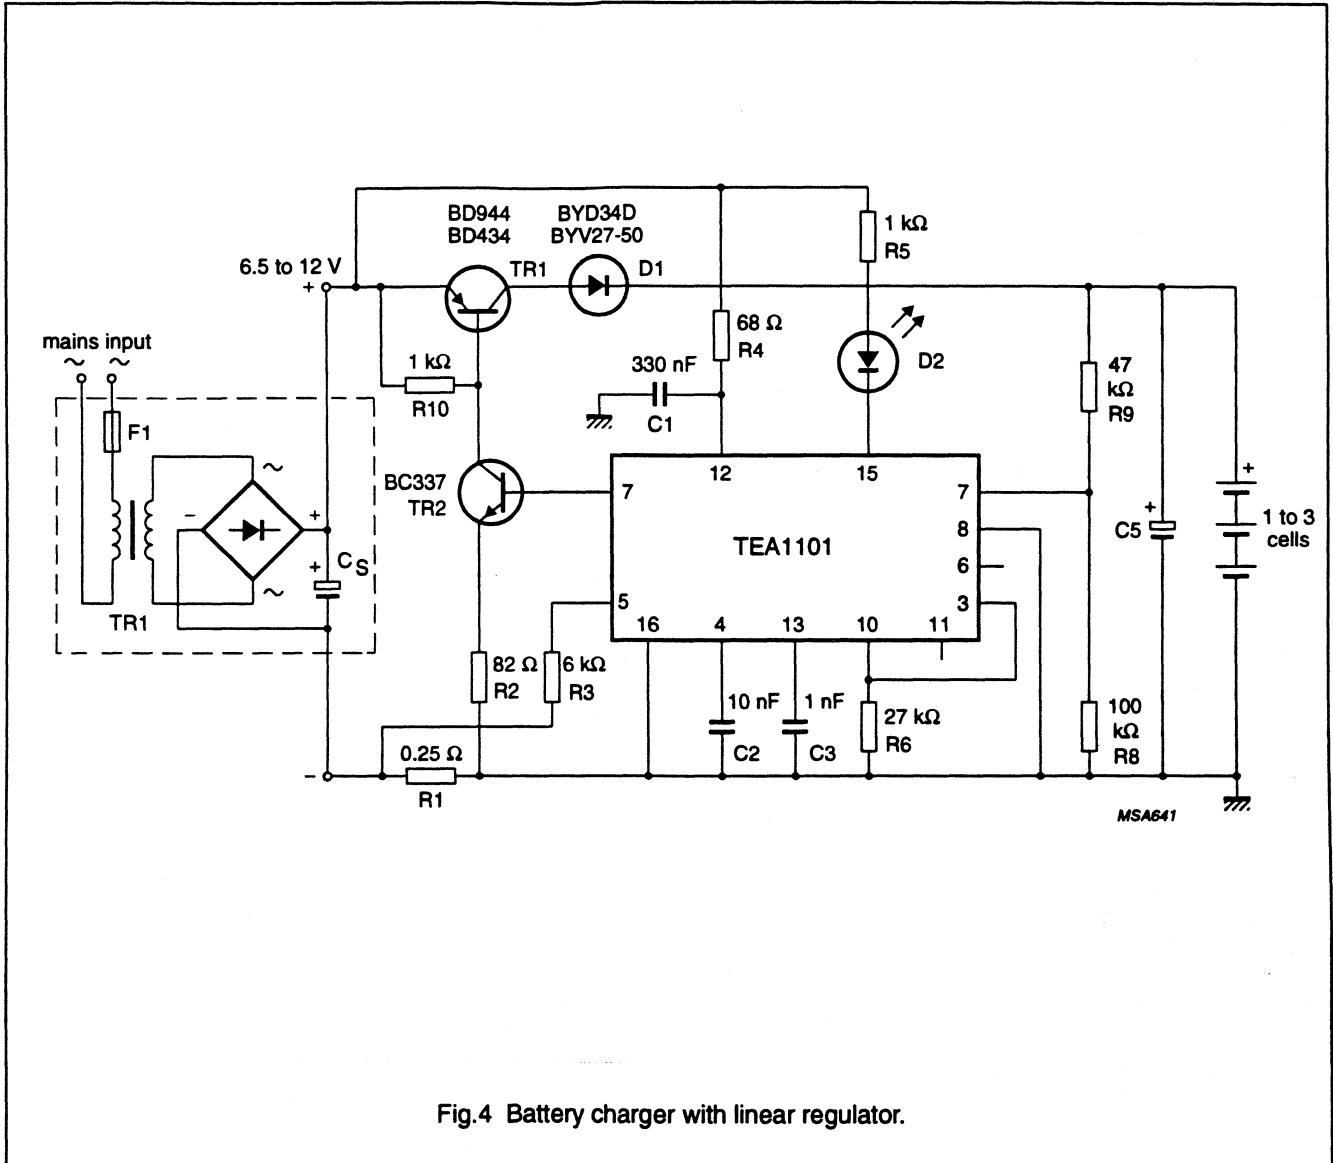 BD944 BYD34D
BD434 BYV27-50
TR1
D1
1 kΩ
R5
6.5 to 12 V
+
mains input
~ ~
68 Ω
R4
330 nF
C1
D2
1 kΩ
R10
47
kΩ
R9
F1
~
BC337
TR2
12
15
7
7
8
6
3
TEA1101
+
C5
+
1 to 3
cells
–
+
+
CS
~
TR1
5
16
4
13
10
11
82 Ω
R2
6 kΩ
R3
10 nF
C2
1 nF
C3
27 kΩ
R6
100
kΩ
R8
0.25 Ω
–
R1
MSA641
Fig.4 Battery charger with linear regulator.